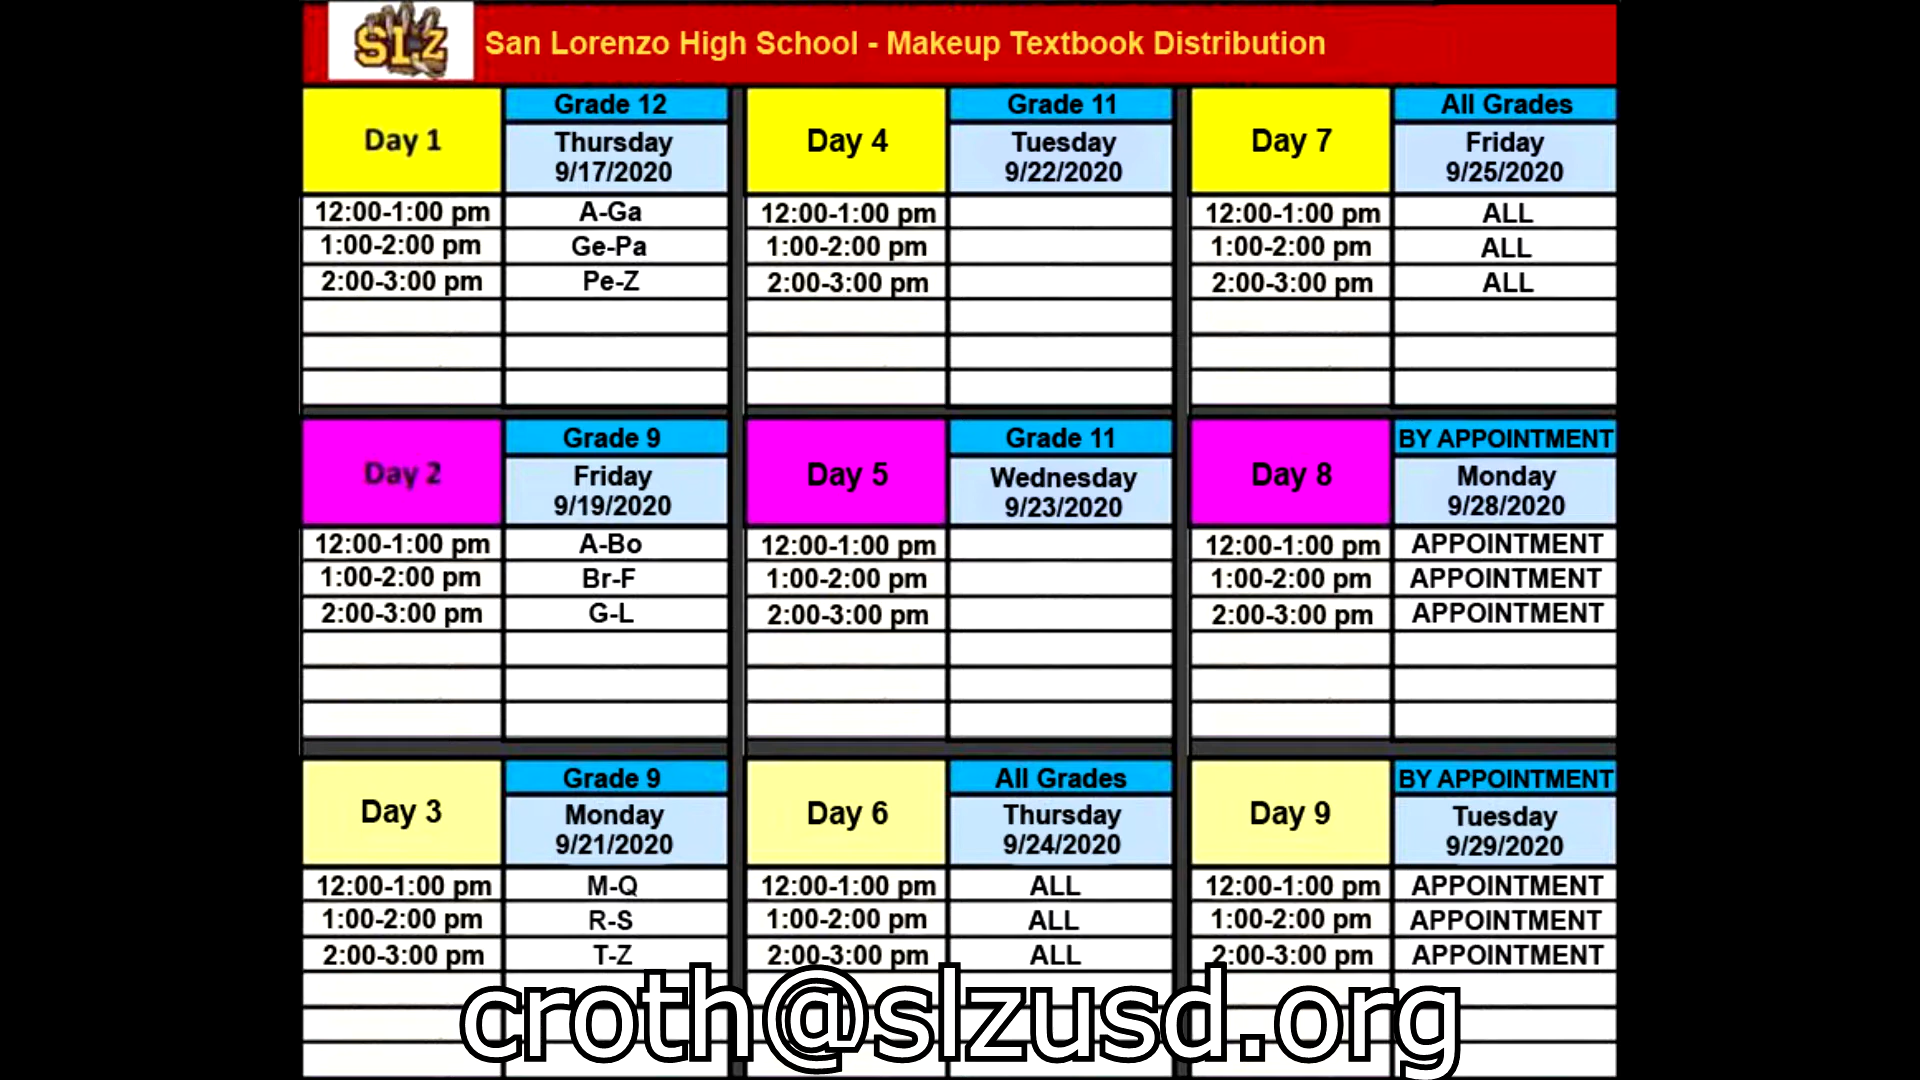 SLZ San Lorenzo High School - Makeup Textbook Distribution
Day 1 Grade 12
Thursday
9/17/2020
12:00-1:00 pm A-Ga
1:00-2:00 pm Ge-Pa
2:00-3:00 pm Pe-Z
Day 4 Grade 11
Tuesday
9/22/2020
12:00-1:00 pm
1:00-2:00 pm
2:00-3:00 pm
Day 7 All Grades
Friday
9/25/2020
12:00-1:00 pm ALL
1:00-2:00 pm ALL
2:00-3:00 pm ALL
Day 2 Grade 9
Friday
9/19/2020
12:00-1:00 pm A-Bo
1:00-2:00 pm Br-F
2:00-3:00 pm G-L
Day 5 Grade 11
Wednesday
9/23/2020
12:00-1:00 pm
1:00-2:00 pm
2:00-3:00 pm
Day 8 BY APPOINTMENT
Monday
9/28/2020
12:00-1:00 pm APPOINTMENT
1:00-2:00 pm APPOINTMENT
2:00-3:00 pm APPOINTMENT
Day 3 Grade 9
Monday
9/21/2020
12:00-1:00 pm M-Q
1:00-2:00 pm R-S
2:00-3:00 pm T-Z
Day 6 All Grades
Thursday
9/24/2020
12:00-1:00 pm ALL
1:00-2:00 pm ALL
2:00-3:00 pm ALL
Day 9 BY APPOINTMENT
Tuesday
9/29/2020
12:00-1:00 pm APPOINTMENT
1:00-2:00 pm APPOINTMENT
2:00-3:00 pm APPOINTMENT
croth@slzusd.org